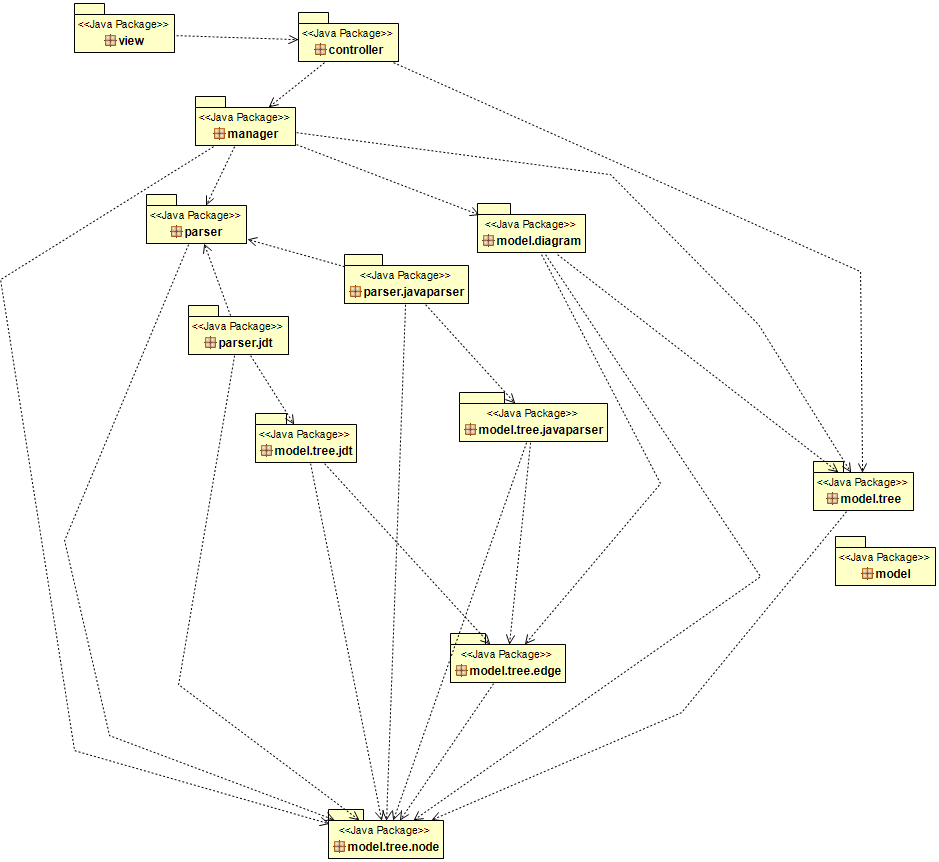 <<Java Package>>
view
<<Java Package>>
controller
<<Java Package>>
manager
<<Java Package>>
parser
<<Java Package>>
model.diagram
<<Java Package>>
parser.javaparser
<<Java Package>>
parser.jdt
<<Java Package>>
model.tree.javaparser
<<Java Package>>
model.tree.jdt
<<Java Package>>
model.tree
<<Java Package>>
model
<<Java Package>>
model.tree.edge
<<Java Package>>
model.tree.node